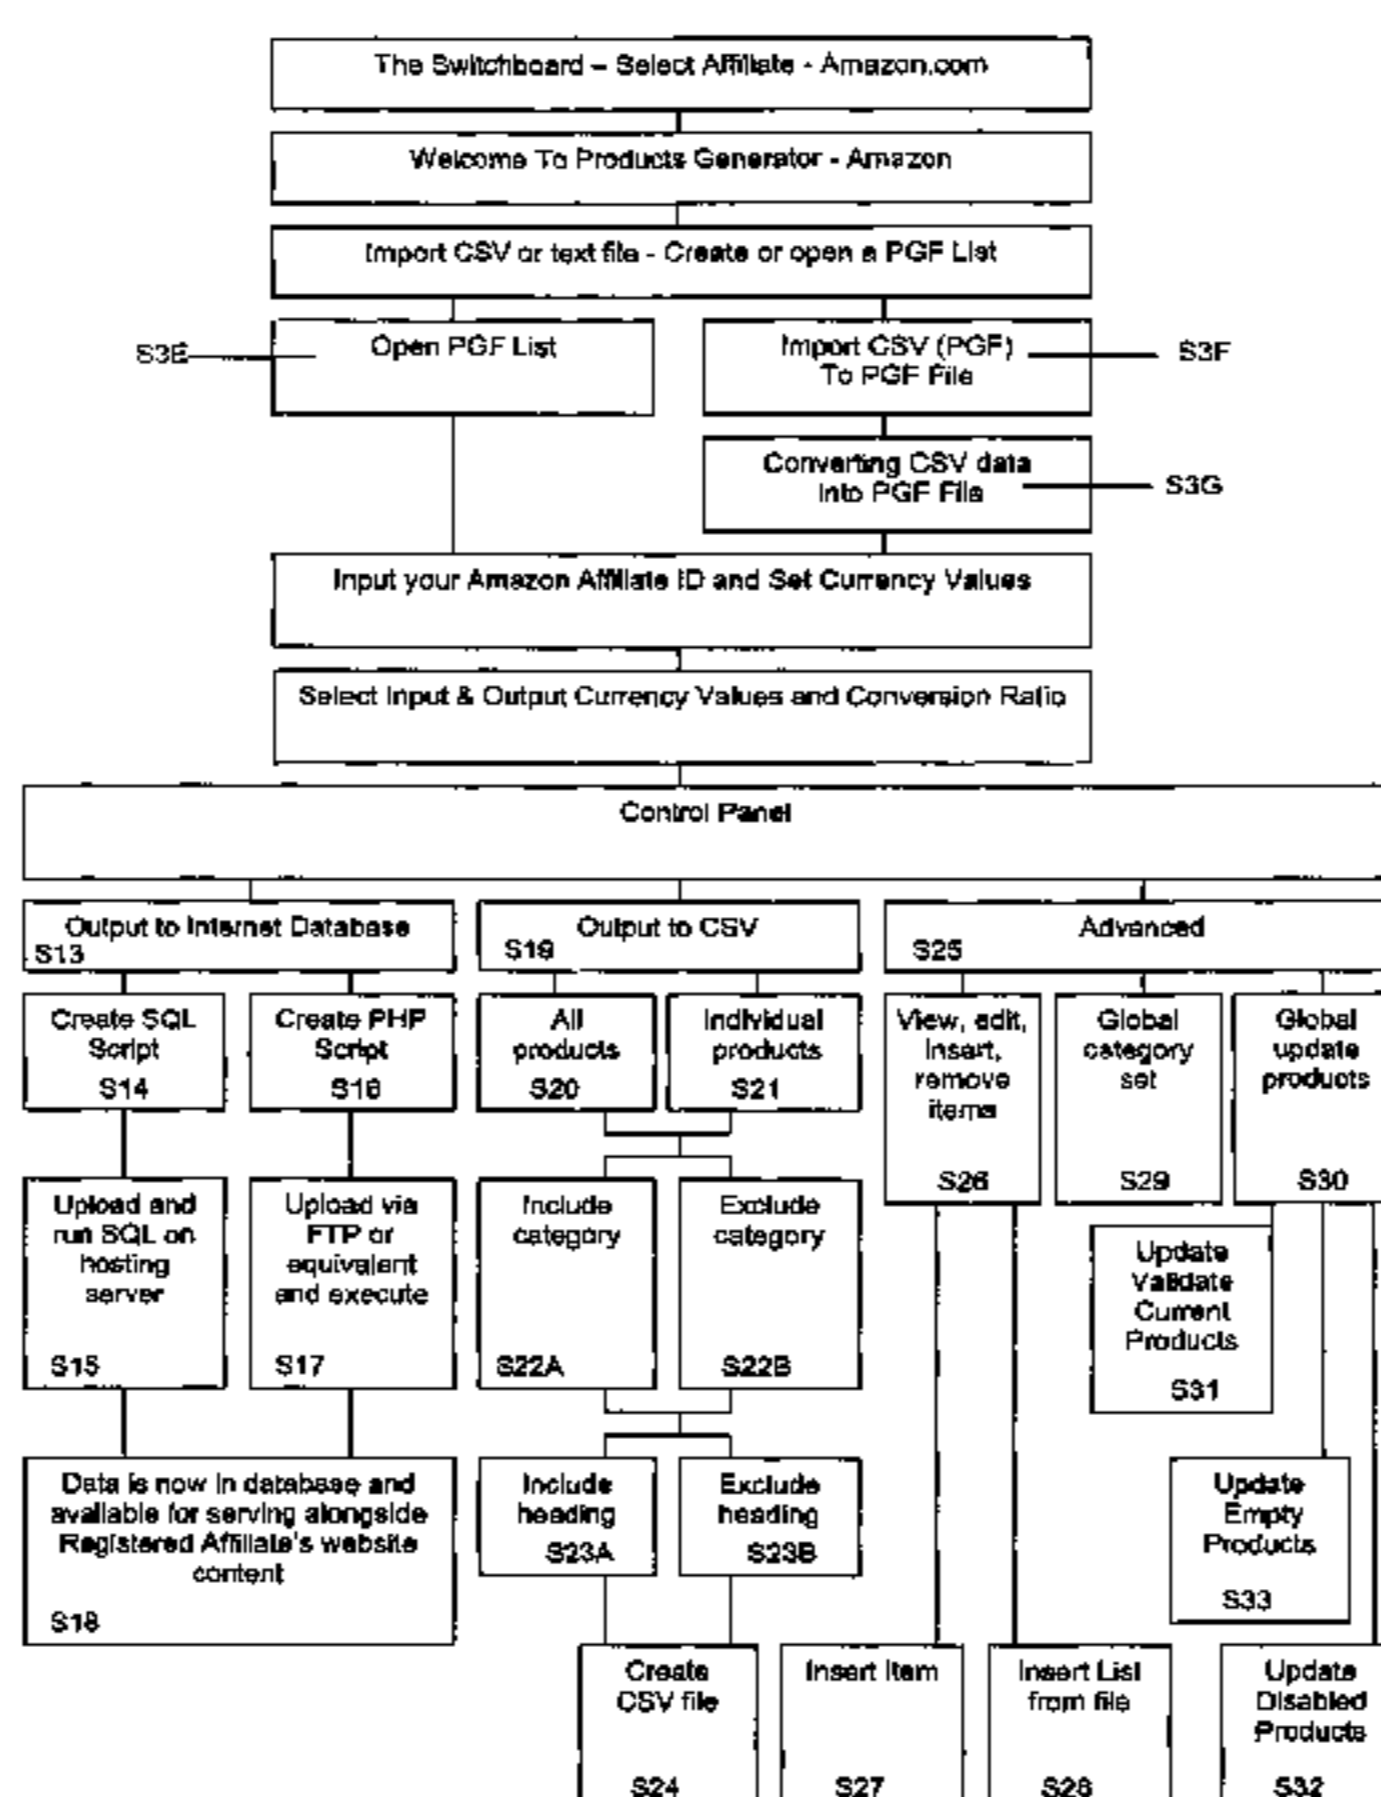 The Switchboard – Select Affiliate - Amazon.com
Welcome To Products Generator - Amazon
Import CSV or text file - Create or open a PGF List
Open PGF List
S3E
Import CSV (PGF)
To PGF File
S3F
Converting CSV data
into PGF File
S3G
Input your Amazon Affiliate ID and Set Currency Values
Select Input & Output Currency Values and Conversion Ratio
Control Panel
Output to Internet Database
S13
Output to CSV
S19
Advanced
S25
Create SQL
Script
S14
Create PHP
Script
S16
All
products
S20
Individual
products
S21
View, edit,
Insert,
remove
items
S26
Global
category
set
S29
Global
update
products
S30
Upload and
run SQL on
hosting
server
S15
Upload via
FTP or
equivalent
and execute
S17
Include
category
S22A
Exclude
category
S22B
Update
Validate
Current
Products
S31
Data is now in database and
available for serving alongside
Registered Affiliate's website
content
S18
Include
heading
S23A
Exclude
heading
S23B
Update
Empty
Products
S33
Create
CSV file
S24
Insert Item
S27
Insert List
from file
S28
Update
Disabled
Products
S32